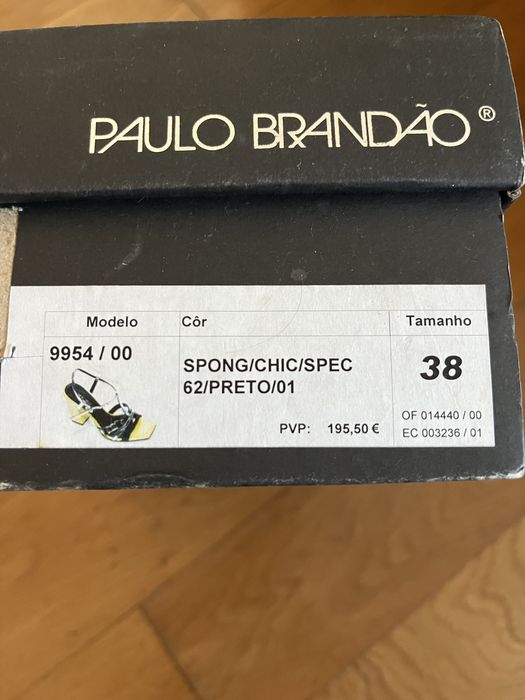 PAULO BRANDÃO®
Modelo Côr Tamanho
9954 / 00 SPONG/CHIC/SPEC 38
62/PRETO/01
PVP: 195,50 € OF 014440 / 00
EC 003236 / 01